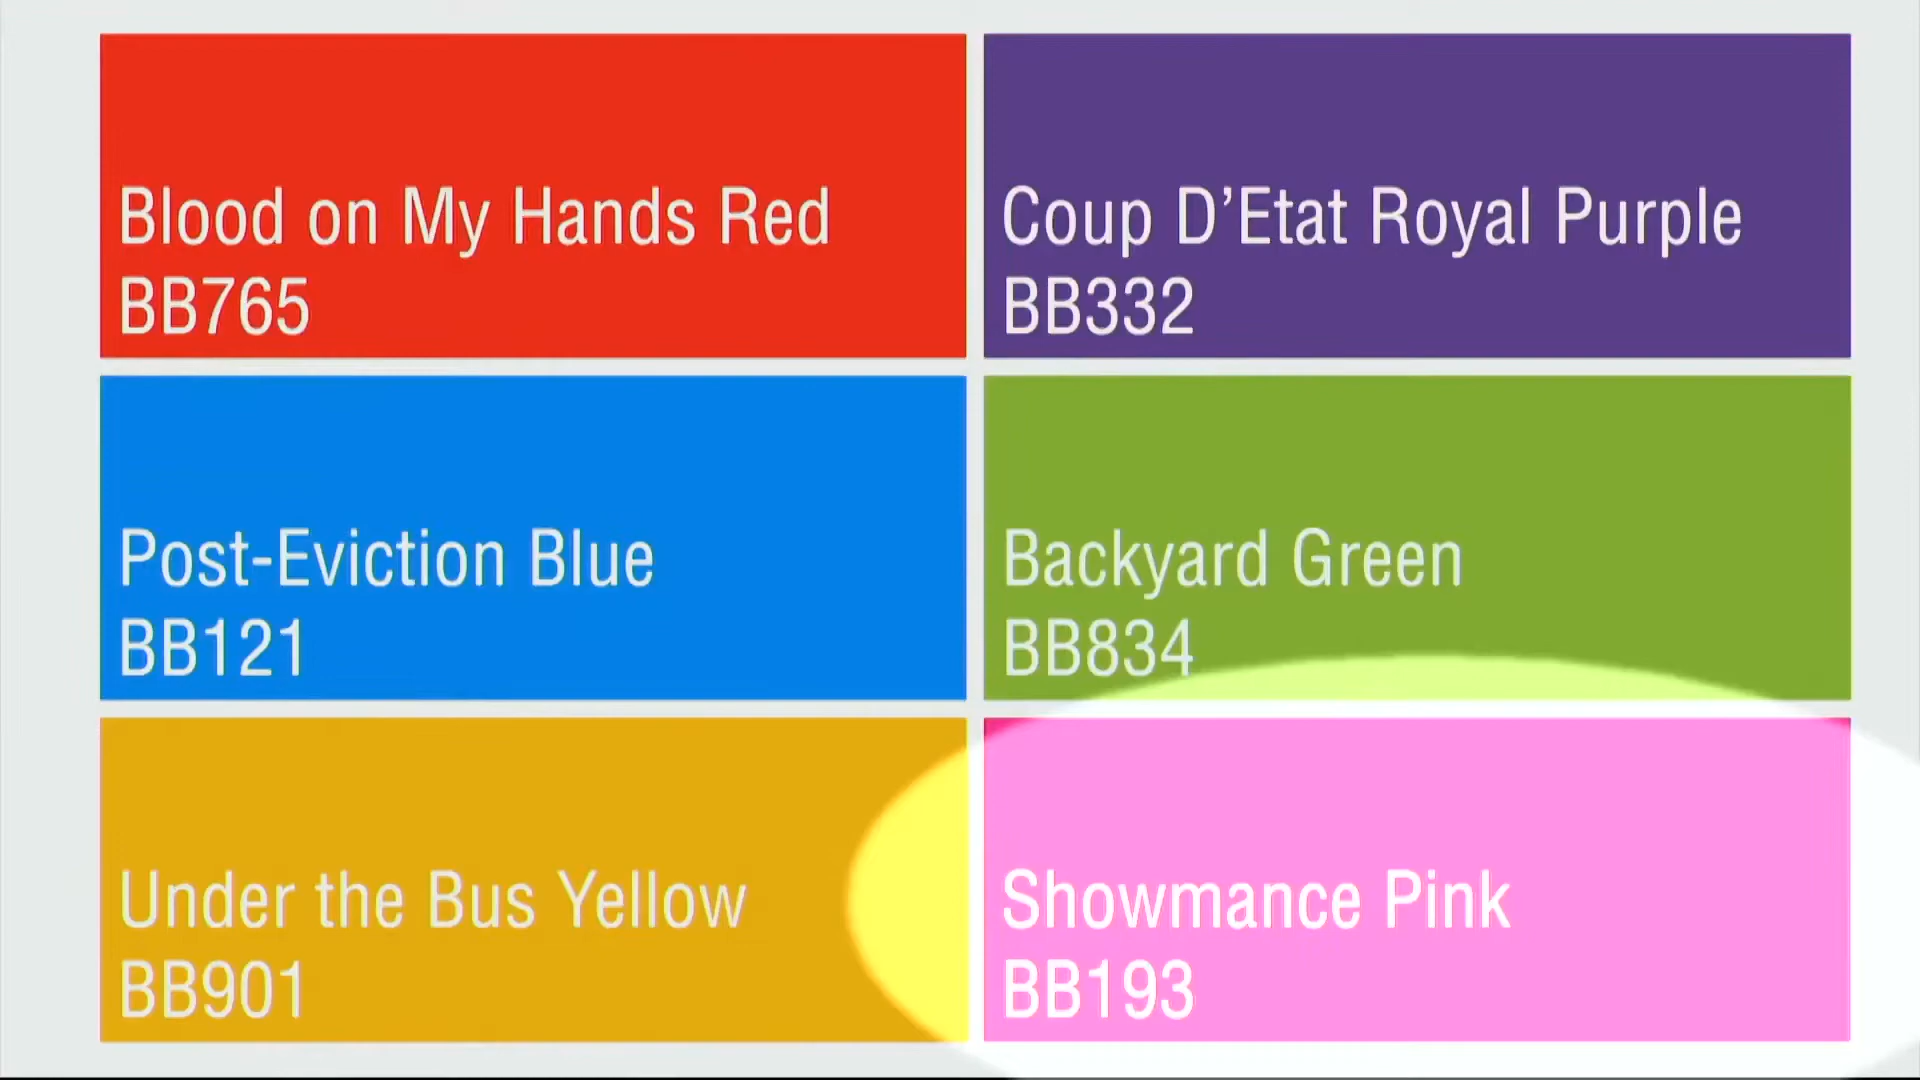 Blood on My Hands Red
BB765
Coup D’Etat Royal Purple
BB332
Post-Eviction Blue
BB121
Backyard Green
BB834
Under the Bus Yellow
BB901
Showmance Pink
BB193